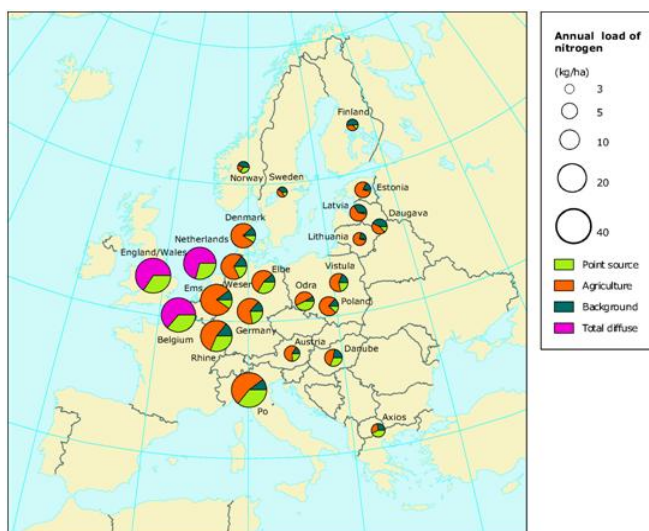 Annual load of
nitrogen
(kg/ha)
3
5
10
20
40
Point source
Agriculture
Background
Total diffuse
Finland
Norway
Sweden
Estonia
Latvia
Daugava
Denmark
Lithuania
Netherlands
England/Wales
Elbe
Vistula
Ems
Weser
Odra
Poland
Belgium
Germany
Rhine
Austria
Danube
Po
Axios